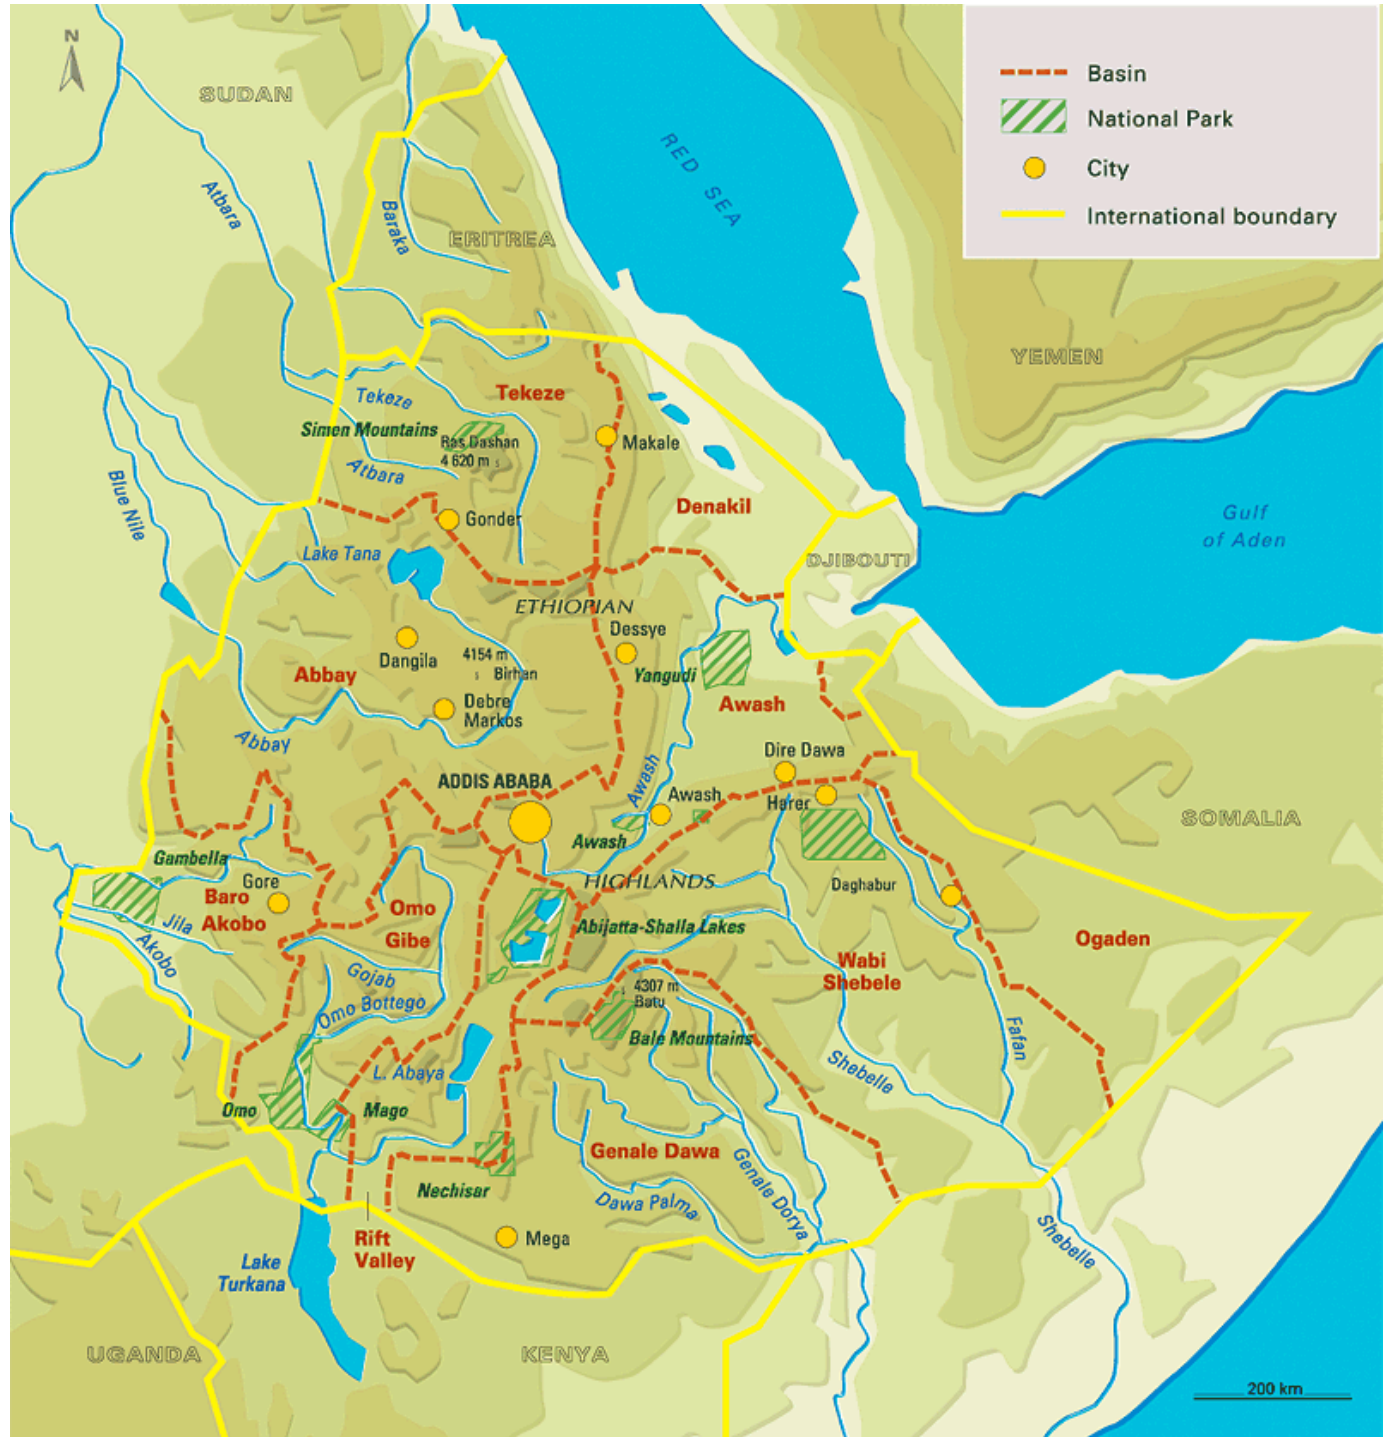 N
SUDAN
Basin
National Park
City
International boundary
RED SEA
Atbara
Baraka
ERITREA
YEMEN
Tekeze
Tekeze
Simen Mountains
Ras Dashan
4 620 m
Makale
Atbara
Blue Nile
Denakil
Gonder
Gulf
of Aden
Lake Tana
DJIBOUTI
ETHIOPIAN
Dessye
Dangila
4154 m
Birhan
Yangudi
Abbay
Debre
Markos
Awash
Abbay
Dire Dawa
ADDIS ABABA
Awash
Awash
Harer
SOMALIA
Awash
Gambella
Gore
HIGHLANDS
Daghabur
Baro
Akobo
Omo
Gibe
Jila
Abijatta-Shalla Lakes
Ogaden
Akobo
Gojab
Wabi
Shebele
4307 m
Batu
Omo Bottego
Bale Mountains
Fafan
L. Abaya
Shebelle
Omo
Mago
Genale Dawa
Genale Dorya
Nechisar
Dawa Palma
Mega
Rift
Valley
Shebelle
Lake
Turkana
UGANDA
KENYA
200 km